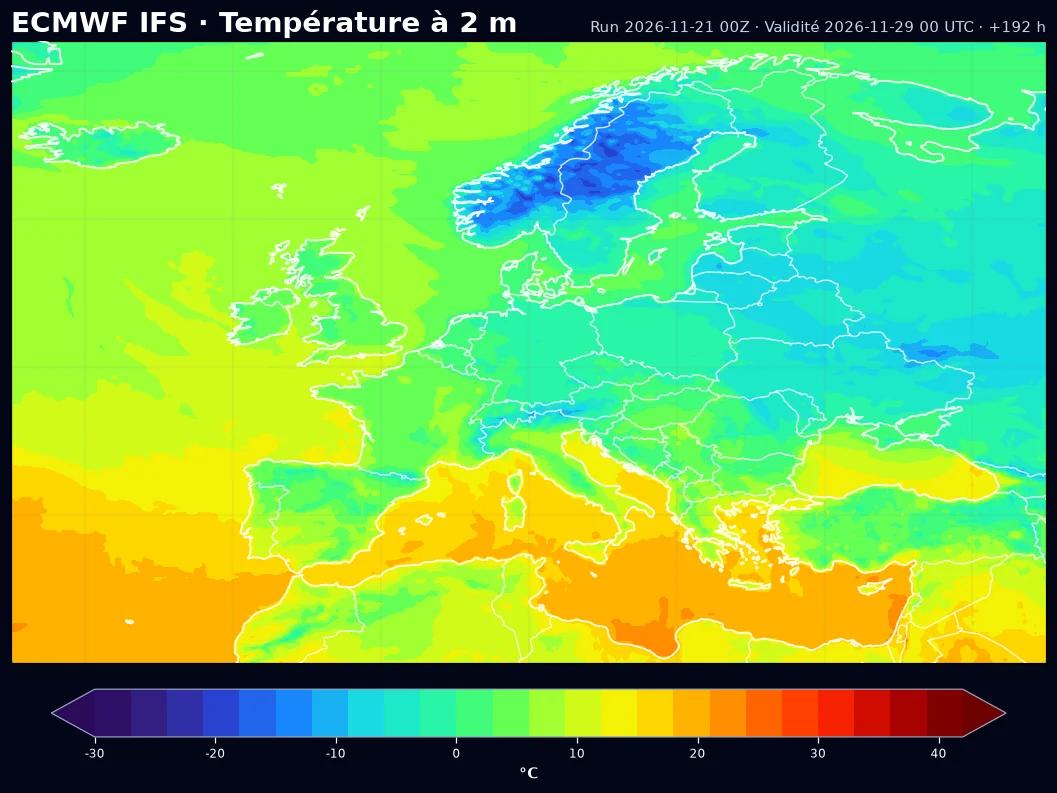 ECMWF IFS · Température à 2 m
Run 2026-11-21 00Z · Validité 2026-11-29 00 UTC · +192 h
-30 -20 -10 0 10 20 30 40
°C